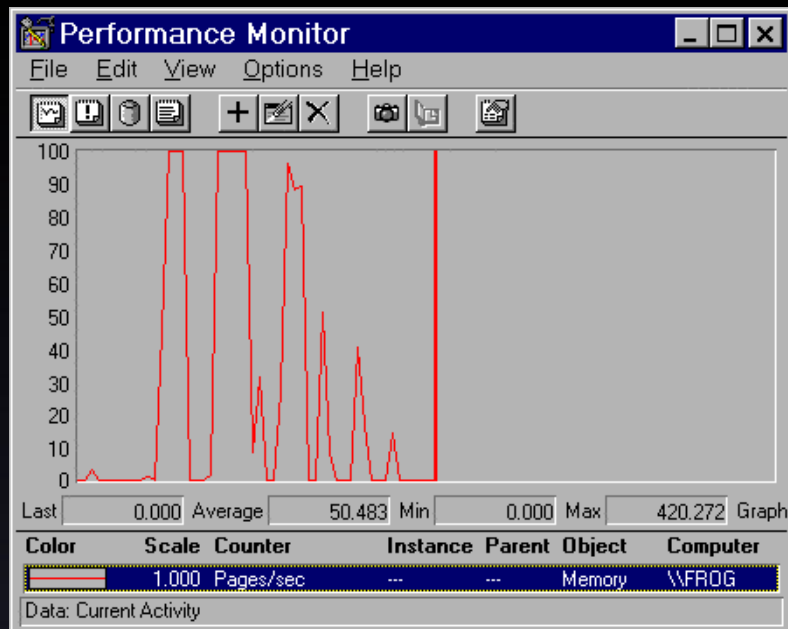 Performance Monitor
File Edit View Options Help
100
90
80
70
60
50
40
30
20
10
0
Last 0.000 Average 50.483 Min 0.000 Max 420.272 Graph
Color Scale Counter Instance Parent Object Computer
1.000 Pages/sec --- --- Memory \\FROG
Data: Current Activity